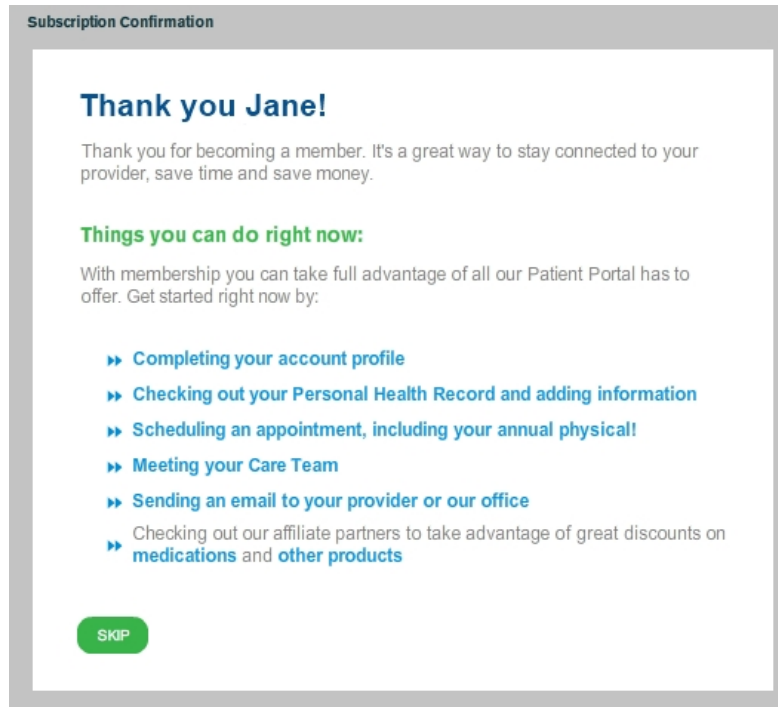 Subscription Confirmation
Thank you Jane!
Thank you for becoming a member. It's a great way to stay connected to your
provider, save time and save money.
Things you can do right now:
With membership you can take full advantage of all our Patient Portal has to
offer. Get started right now by:
Completing your account profile
Checking out your Personal Health Record and adding information
Scheduling an appointment, including your annual physical!
Meeting your Care Team
Sending an email to your provider or our office
Checking out our affiliate partners to take advantage of great discounts on
medications and other products
SKIP